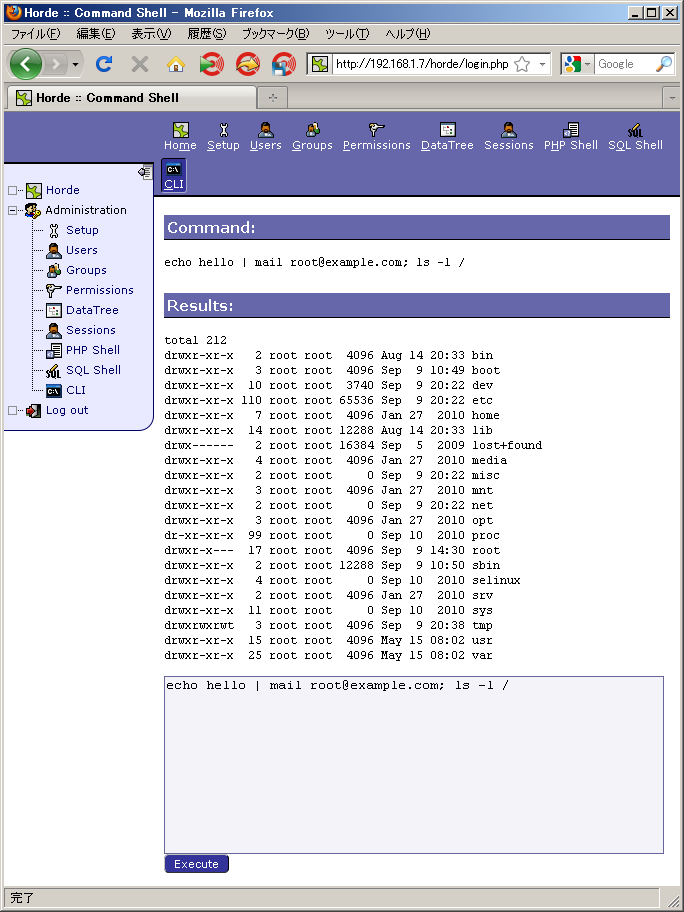 Horde :: Command Shell - Mozilla Firefox
ファイル(F) 編集(E) 表示(V) 履歴(S) ブックマーク(B) ツール(T) ヘルプ(H)
http://192.168.1.7/horde/login.php Google
Horde :: Command Shell
Home Setup Users Groups Permissions DataTree Sessions PHP Shell SQL Shell
CLI
Horde
Administration
Setup
Users
Groups
Permissions
DataTree
Sessions
PHP Shell
SQL Shell
CLI
Log out
Command:
echo hello | mail root@example.com; ls -l /
Results:
total 212
drwxr-xr-x   2 root root  4096 Aug 14 20:33 bin
drwxr-xr-x   3 root root  4096 Sep  9 10:49 boot
drwxr-xr-x  10 root root  3740 Sep  9 20:22 dev
drwxr-xr-x 110 root root 65536 Sep  9 20:22 etc
drwxr-xr-x   7 root root  4096 Jan 27  2010 home
drwxr-xr-x  14 root root 12288 Aug 14 20:33 lib
drwx------   2 root root 16384 Sep  5  2009 lost+found
drwxr-xr-x   4 root root  4096 Jan 27  2010 media
drwxr-xr-x   2 root root     0 Sep  9 20:22 misc
drwxr-xr-x   3 root root  4096 Jan 27  2010 mnt
drwxr-xr-x   2 root root     0 Sep  9 20:22 net
drwxr-xr-x   3 root root  4096 Jan 27  2010 opt
dr-xr-xr-x  99 root root     0 Sep 10  2010 proc
drwxr-x---  17 root root  4096 Sep  9 14:30 root
drwxr-xr-x   2 root root 12288 Sep  9 10:50 sbin
drwxr-xr-x   4 root root     0 Sep 10  2010 selinux
drwxr-xr-x   2 root root  4096 Jan 27  2010 srv
drwxr-xr-x  11 root root     0 Sep 10  2010 sys
drwxrwxrwt   3 root root  4096 Sep  9 20:38 tmp
drwxr-xr-x  15 root root  4096 May 15 08:02 usr
drwxr-xr-x  25 root root  4096 May 15 08:02 var
echo hello | mail root@example.com; ls -l /
Execute
完了